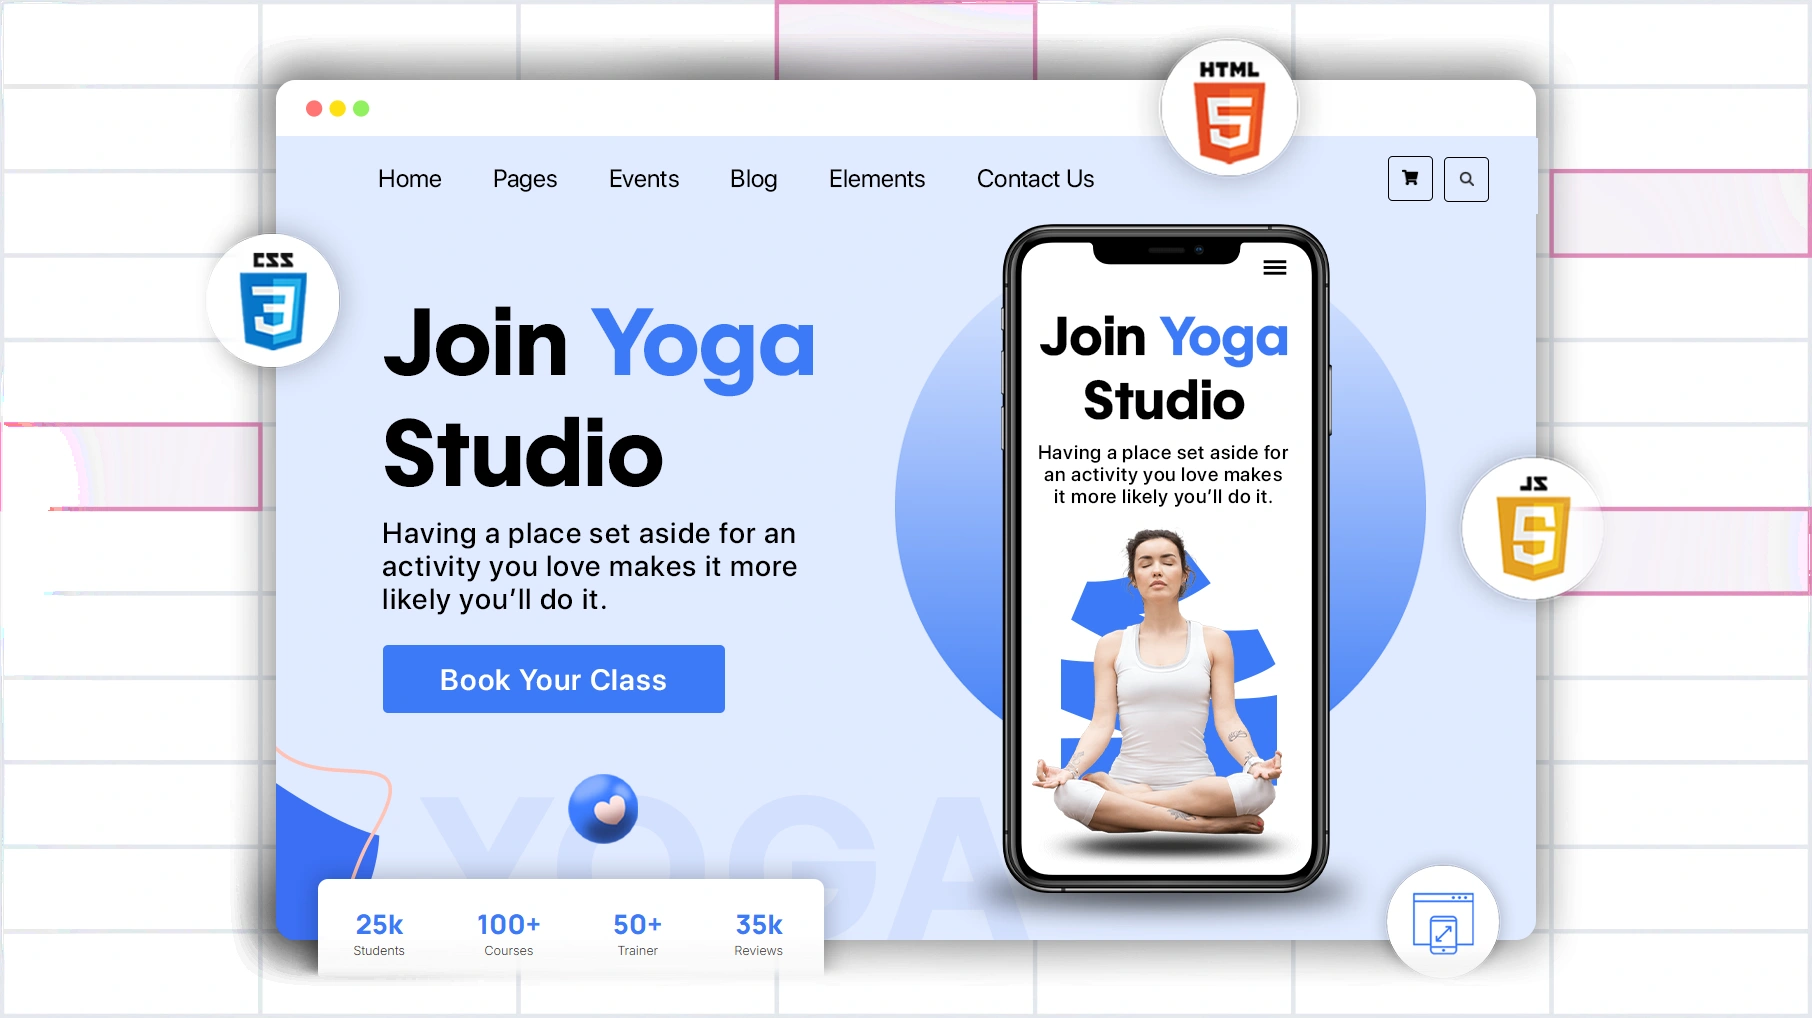 HTML
5
Home Pages Events Blog Elements Contact Us
CSS
3
Join Yoga
Studio
Having a place set aside for an
activity you love makes it more
likely you’ll do it.
Book Your Class
Join Yoga
Studio
Having a place set aside for
an activity you love makes
it more likely you’ll do it.
JS
5
YOGA
25k 100+ 50+ 35k
Students Courses Trainer Reviews